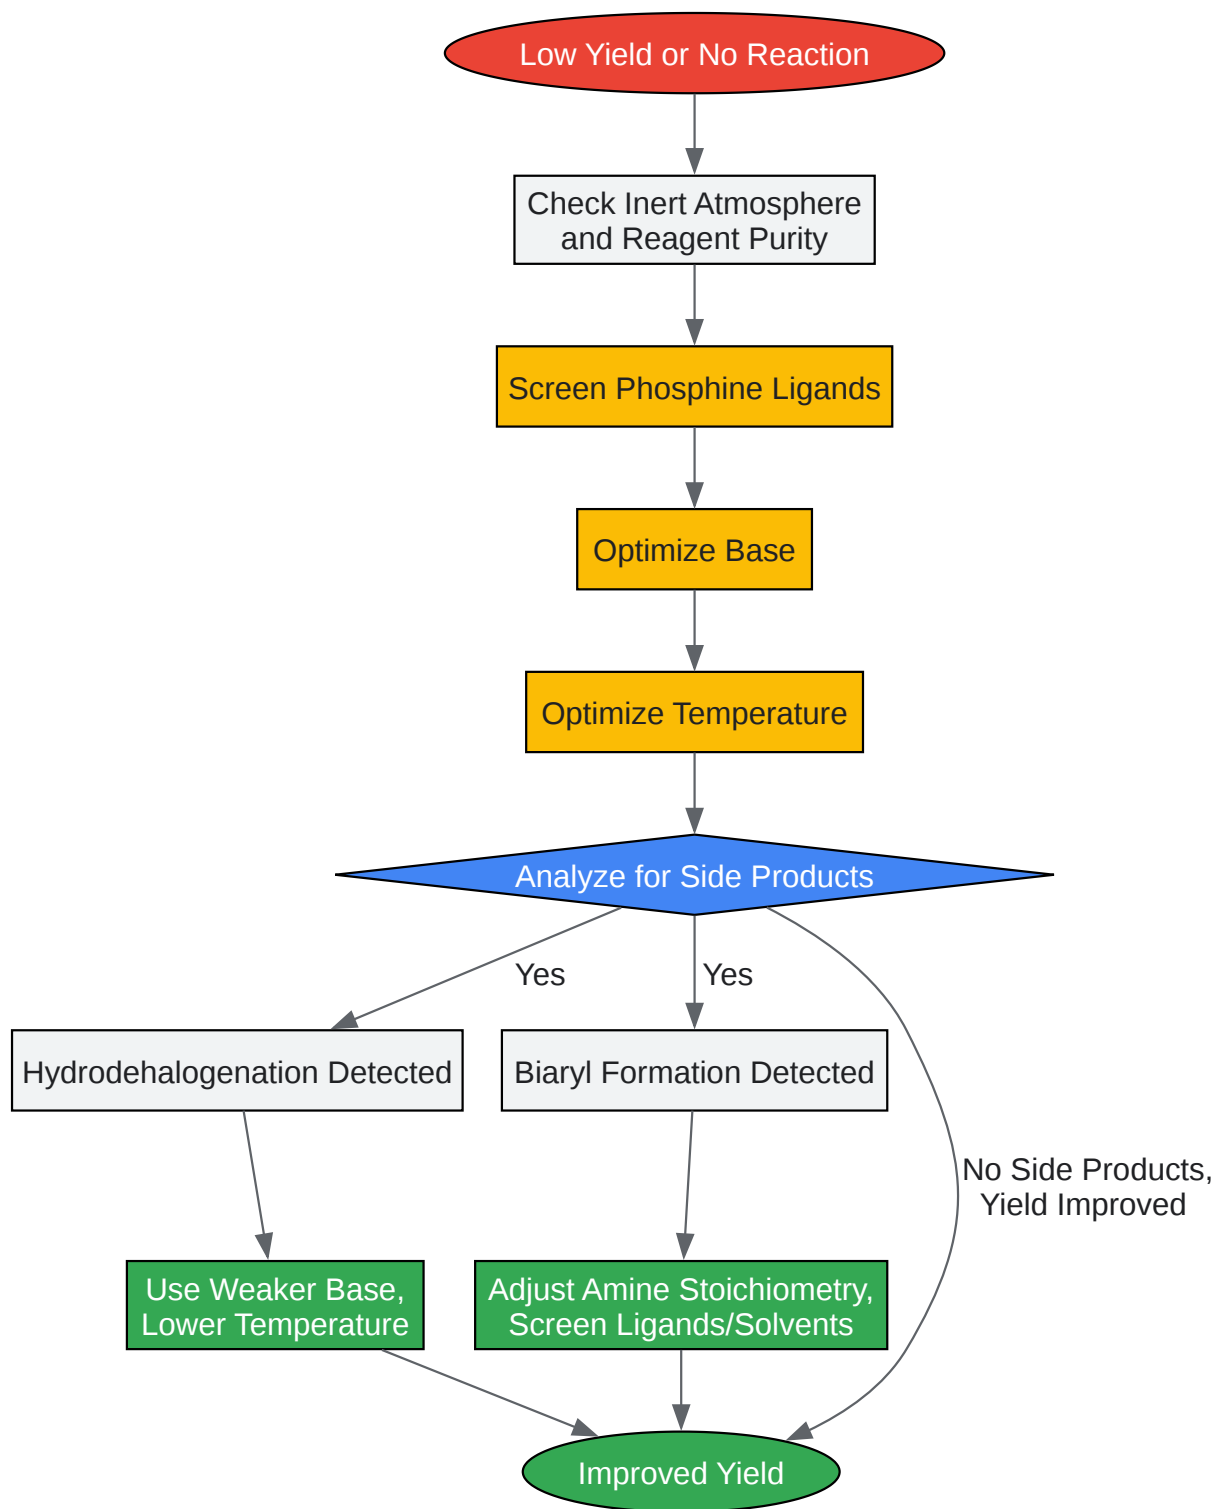 Low Yield or No Reaction
Check Inert Atmosphere
and Reagent Purity
Screen Phosphine Ligands
Optimize Base
Optimize Temperature
Analyze for Side Products
Yes
Yes
Hydrodehalogenation Detected
Biaryl Formation Detected
No Side Products,
Yield Improved
Use Weaker Base,
Lower Temperature
Adjust Amine Stoichiometry,
Screen Ligands/Solvents
Improved Yield